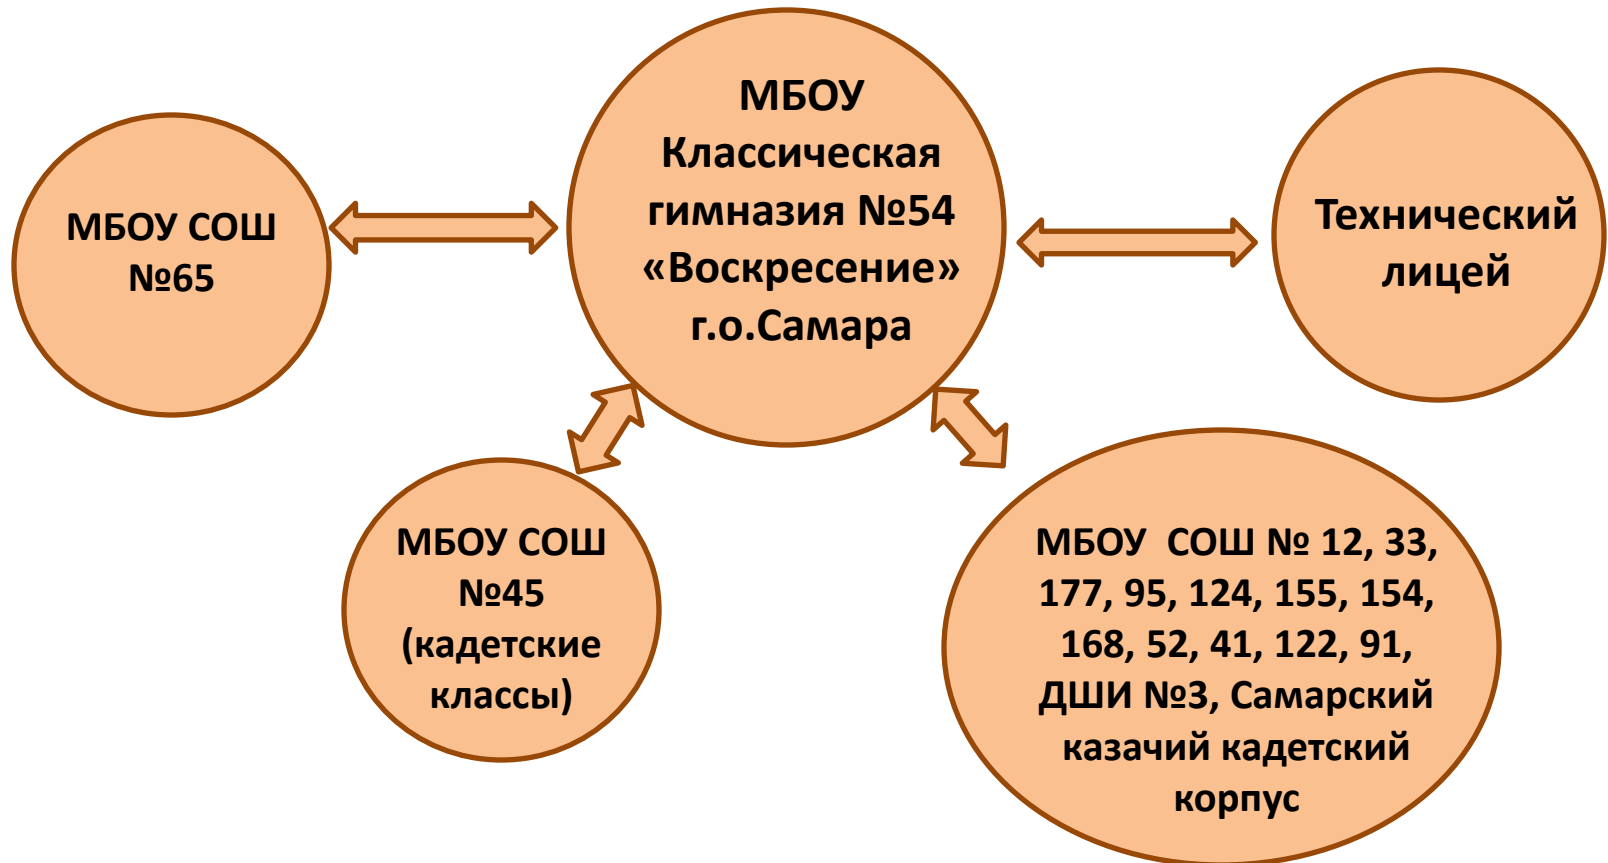 МБОУ
Классическая
гимназия №54
«Воскресение»
г.о.Самара
МБОУ СОШ
№65
Технический
лицей
МБОУ СОШ
№45
(кадетские
классы)
МБОУ СОШ № 12, 33,
177, 95, 124, 155, 154,
168, 52, 41, 122, 91,
ДШИ №3, Самарский
казачий кадетский
корпус